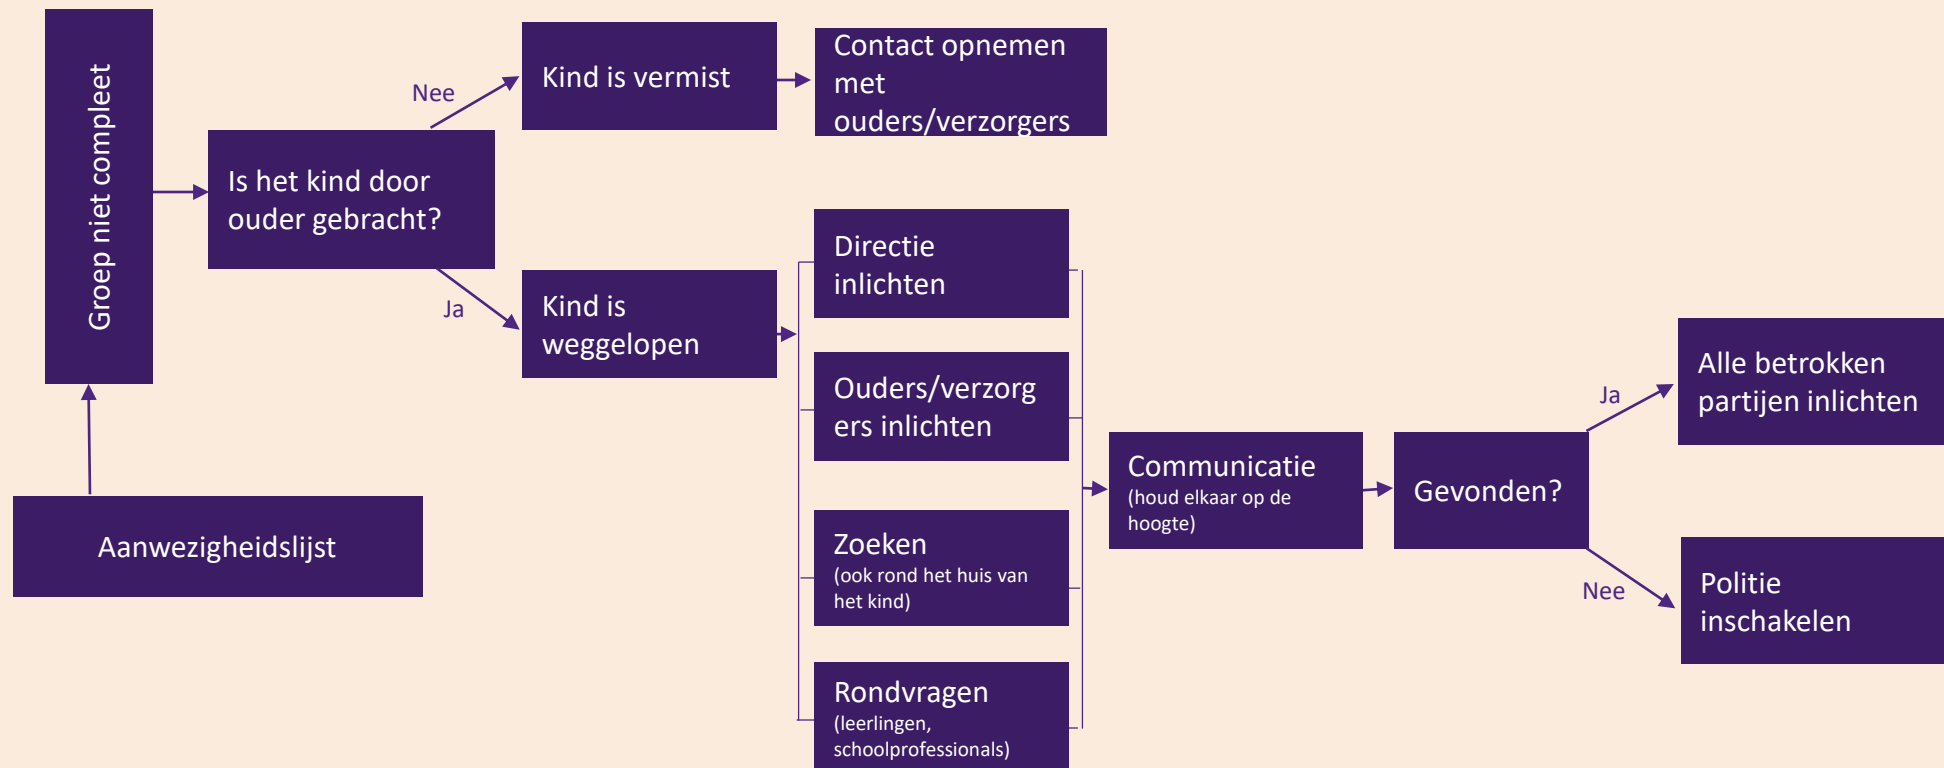 Groep niet compleet
Aanwezigheidslijst
Is het kind door
ouder gebracht?
Nee
Kind is vermist
Contact opnemen
met
ouders/verzorgers
Ja
Kind is
weggelopen
Directie
inlichten
Ouders/verzorg
ers inlichten
Zoeken
(ook rond het huis van
het kind)
Rondvragen
(leerlingen,
schoolprofessionals)
Communicatie
(houd elkaar op de
hoogte)
Gevonden?
Ja
Alle betrokken
partijen inlichten
Nee
Politie
inschakelen